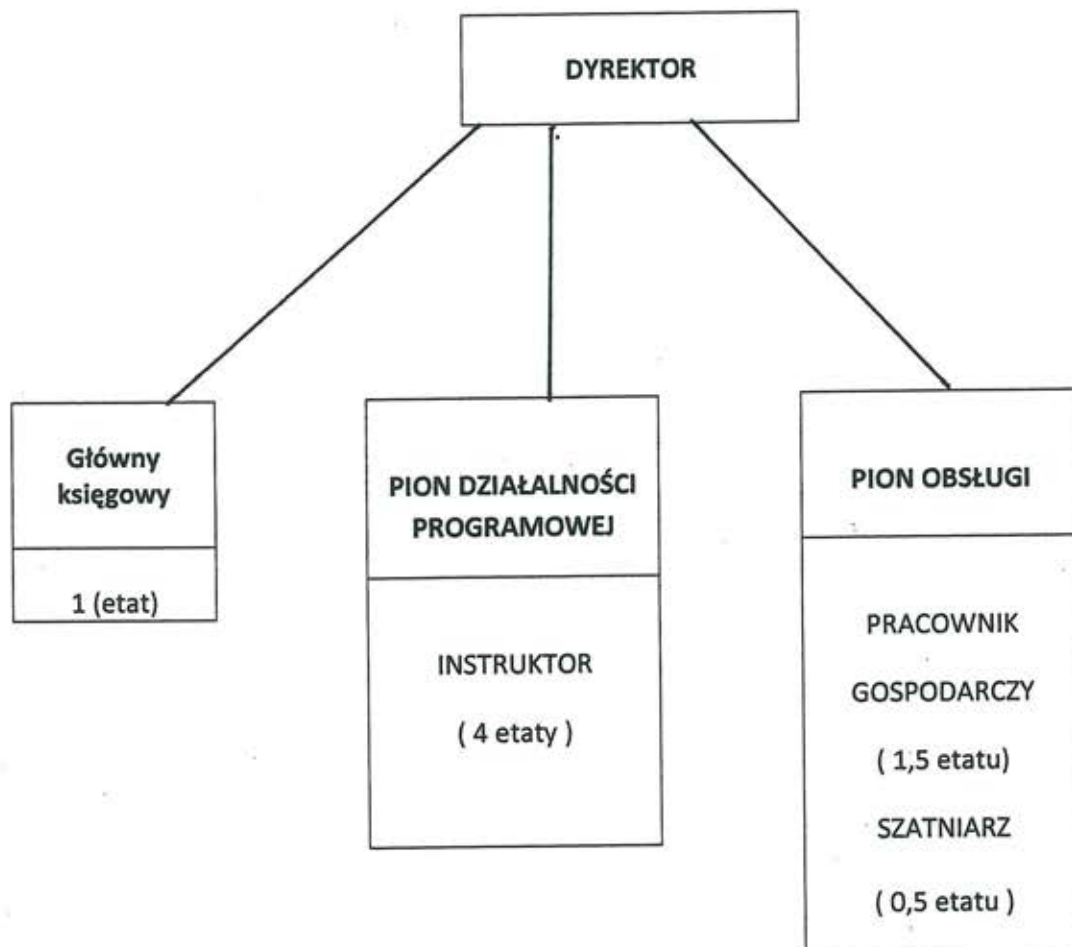 DYREKTOR
Główny
księgowy
1 (etat)
PION DZIAŁALNOŚCI
PROGRAMOWEJ
INSTRUKTOR
( 4 etaty )
PION OBSŁUGI
PRACOWNIK
GOSPODARCZY
( 1,5 etatu)
SZATNIARZ
( 0,5 etatu )